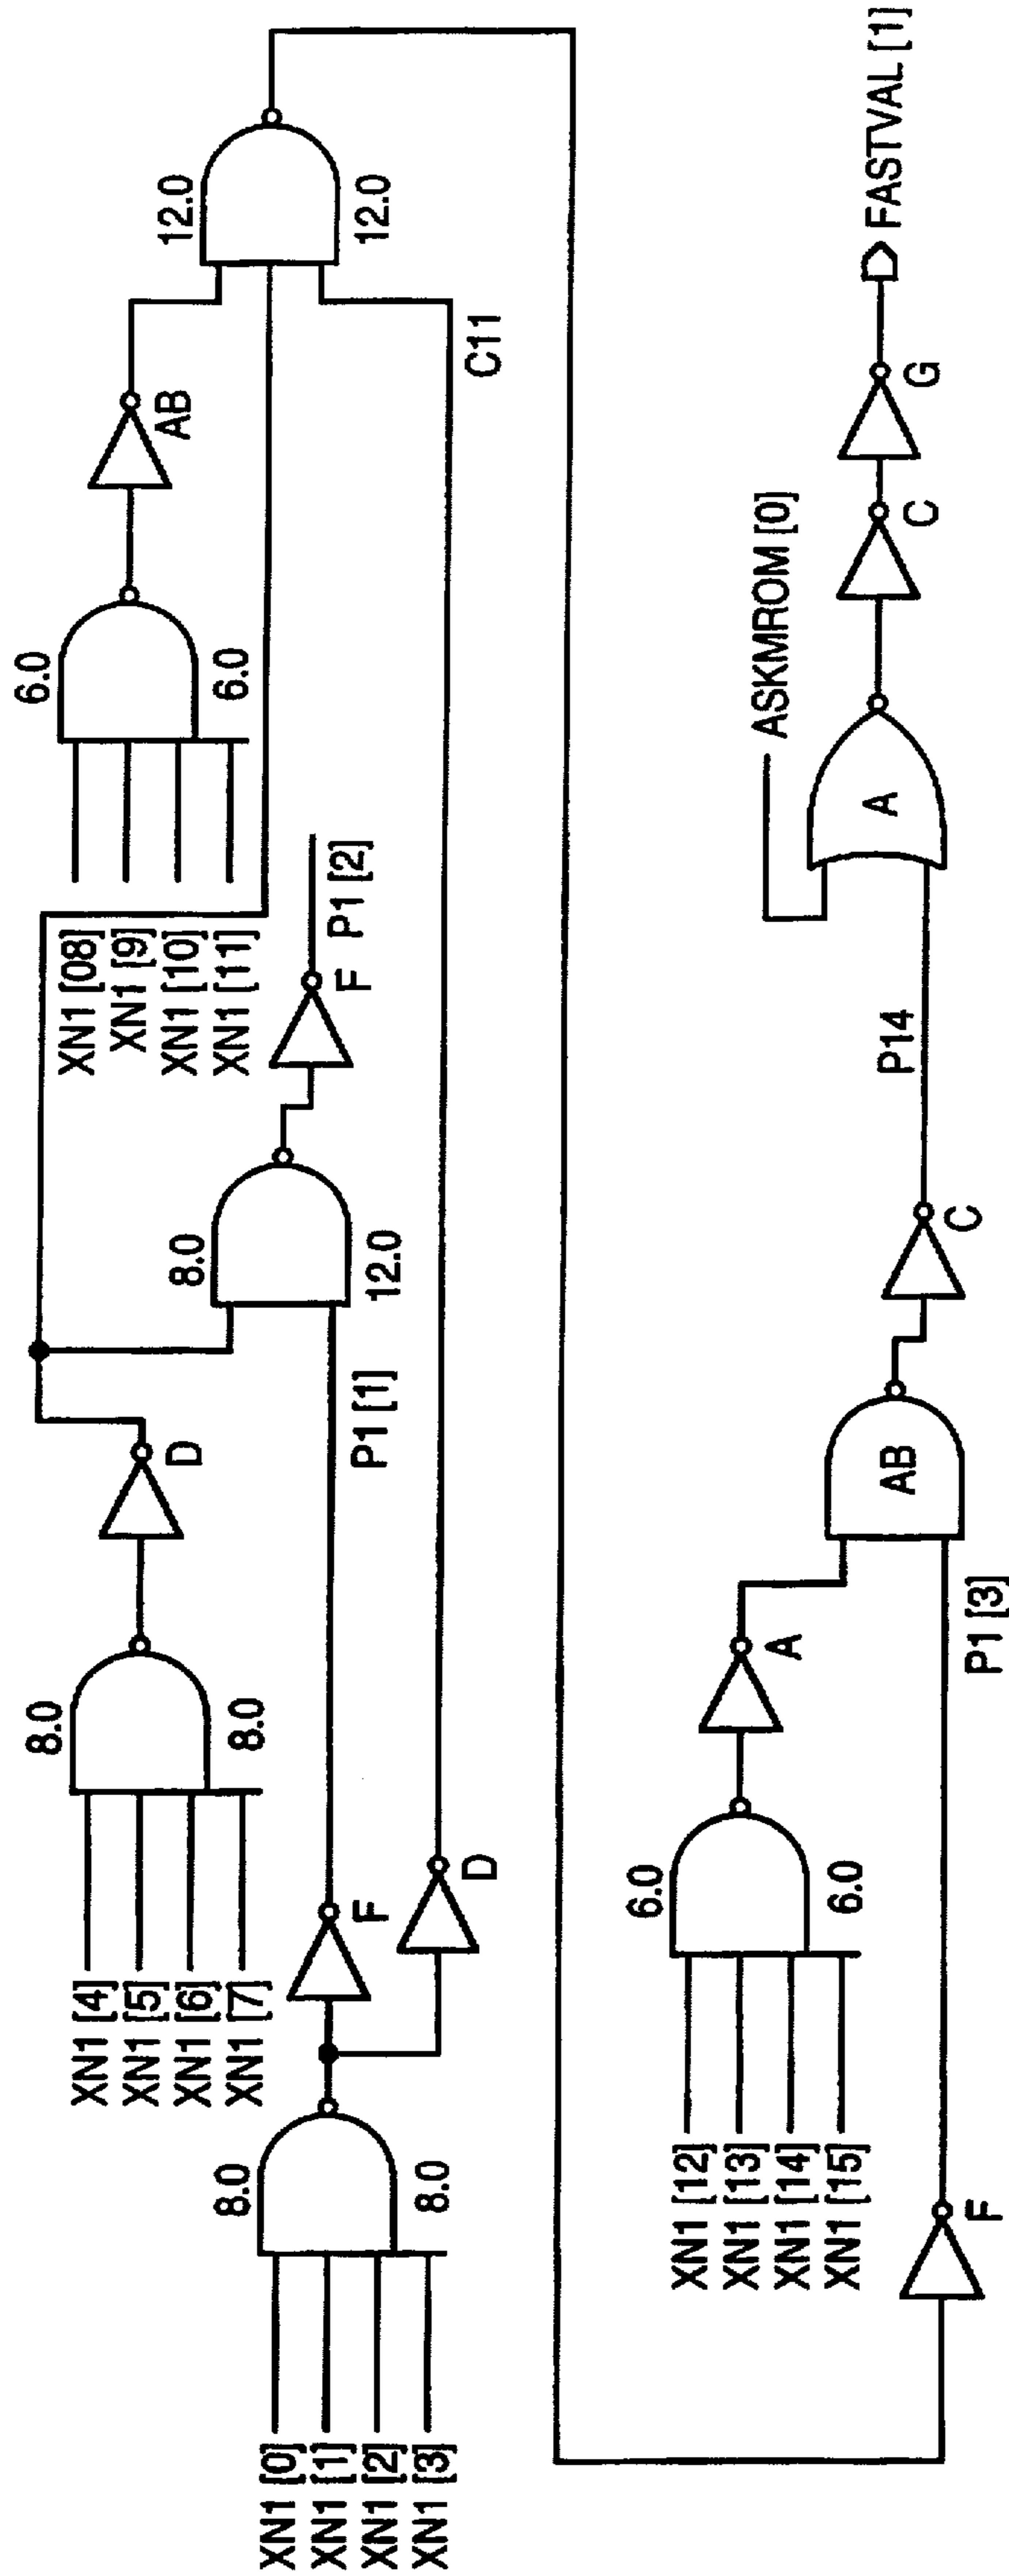 XN1 [0]
XN1 [1]
XN1 [2]
XN1 [3]
8.0
8.0
XN1 [4]
XN1 [5]
XN1 [6]
XN1 [7]
8.0
8.0
D
F
D
P1 [1]
8.0
12.0
F
P1 [2]
XN1 [08]
XN1 [9]
XN1 [10]
XN1 [11]
6.0
6.0
AB
12.0
12.0
C11
F
XN1 [12]
XN1 [13]
XN1 [14]
XN1 [15]
6.0
6.0
A
P1 [3]
AB
C
P14
ASKMROM [0]
A
C
G
FASTVAL [1]